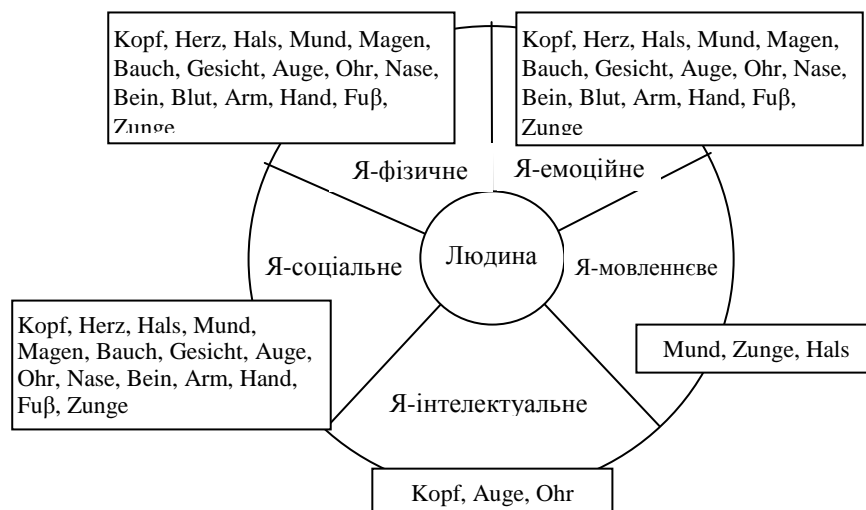 Kopf, Herz, Hals, Mund, Magen,
Bauch, Gesicht, Auge, Ohr, Nase,
Bein, Blut, Arm, Hand, Fuβ,
Zunge
Kopf, Herz, Hals, Mund, Magen,
Bauch, Gesicht, Auge, Ohr, Nase,
Bein, Blut, Arm, Hand, Fuβ,
Zunge
Я-фізичне
Я-емоційне
Я-соціальне
Людина
Я-мовленнєве
Kopf, Herz, Hals, Mund,
Magen, Bauch, Gesicht, Auge,
Ohr, Nase, Bein, Arm, Hand,
Fuβ, Zunge
Mund, Zunge, Hals
Я-інтелектуальне
Kopf, Auge, Ohr